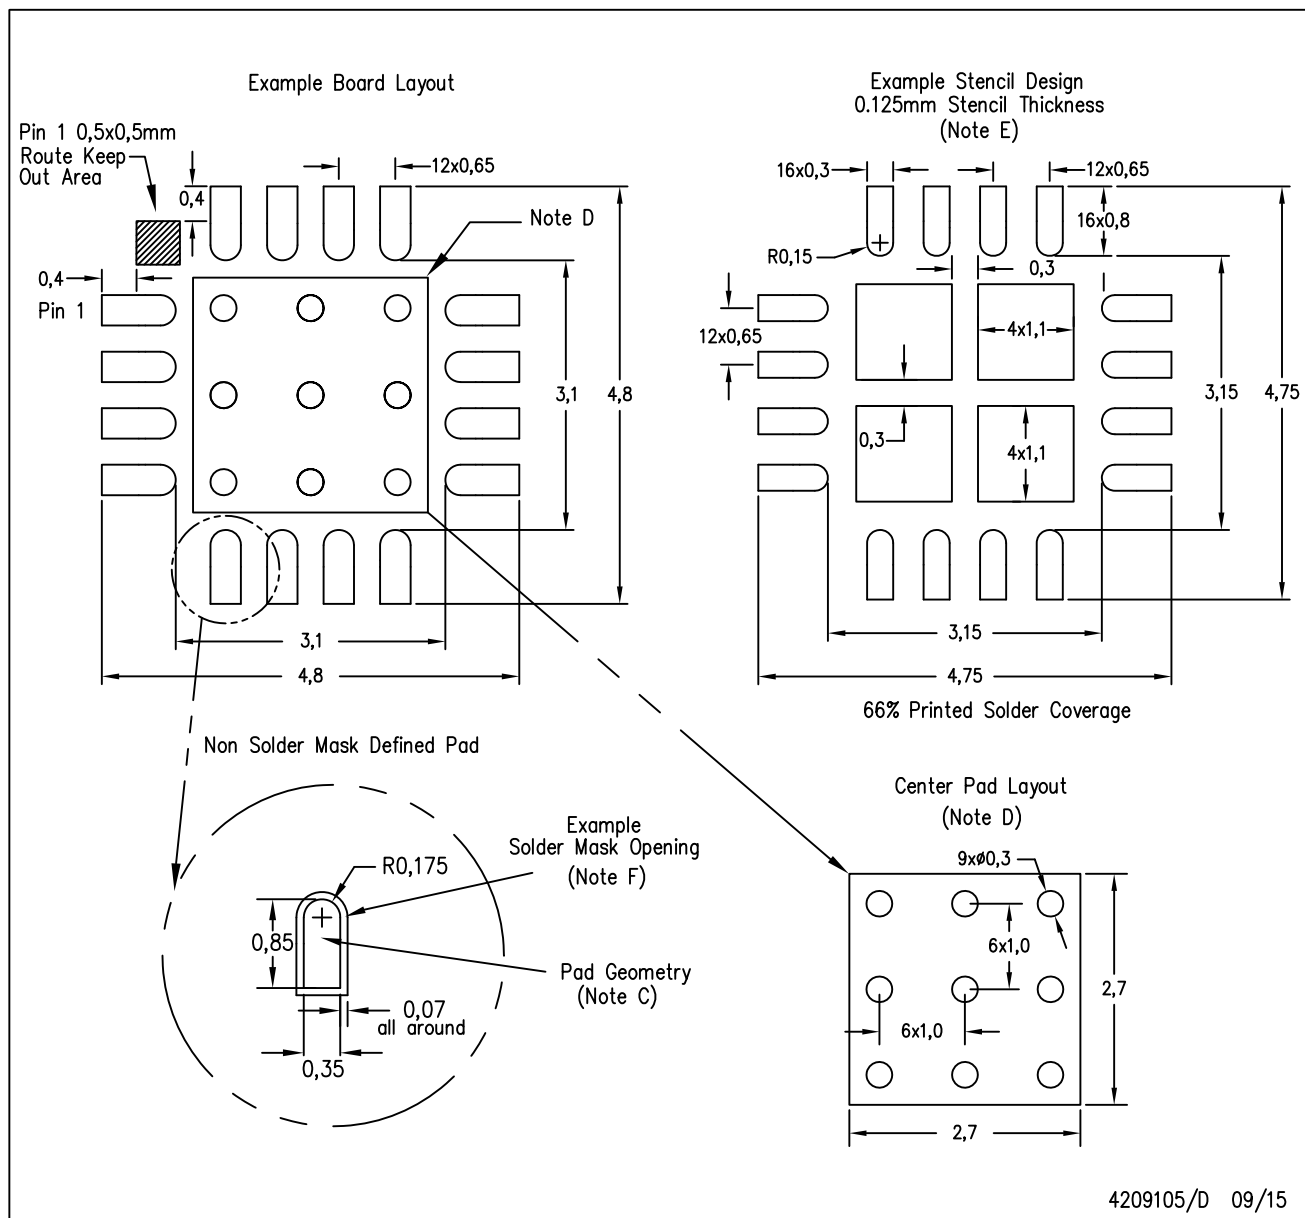 Example Board Layout
Pin 1 0,5x0,5mm
Route Keep
Out Area
12x0,65
0,4
Note D
0,4
Pin 1
3,1
4,8
3,1
4,8
Example Stencil Design
0.125mm Stencil Thickness
(Note E)
16x0,3
12x0,65
16x0,8
R0,15
0,3
4x1,1
12x0,65
3,15
4,75
0,3
4x1,1
3,15
4,75
66% Printed Solder Coverage
Non Solder Mask Defined Pad
Example
Solder Mask Opening
(Note F)
R0,175
0,85
Pad Geometry
(Note C)
0,07
all around
0,35
Center Pad Layout
(Note D)
9xø0,3
6x1,0
2,7
6x1,0
2,7
4209105/D 09/15